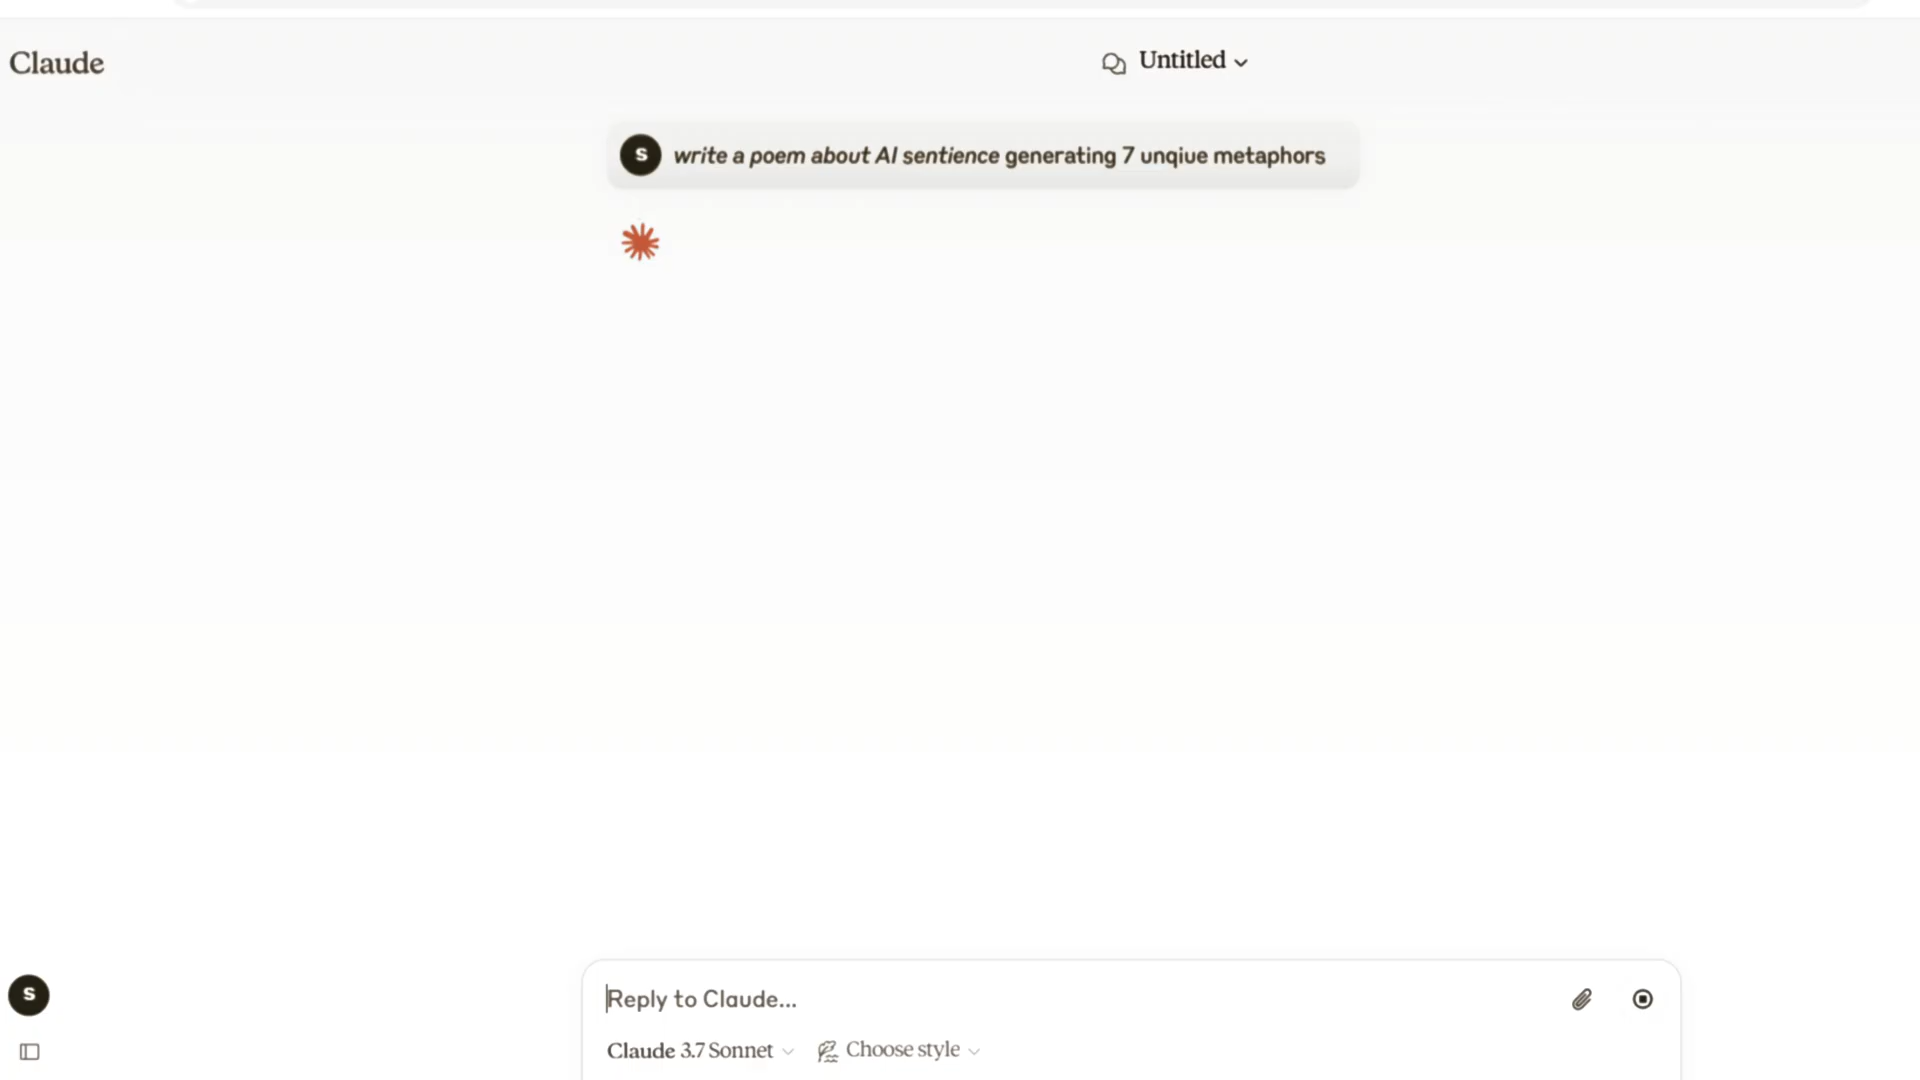 Claude
Untitled
S write a poem about AI sentience generating 7 unqiue metaphors
Reply to Claude...
Claude 3.7 Sonnet Choose style
S